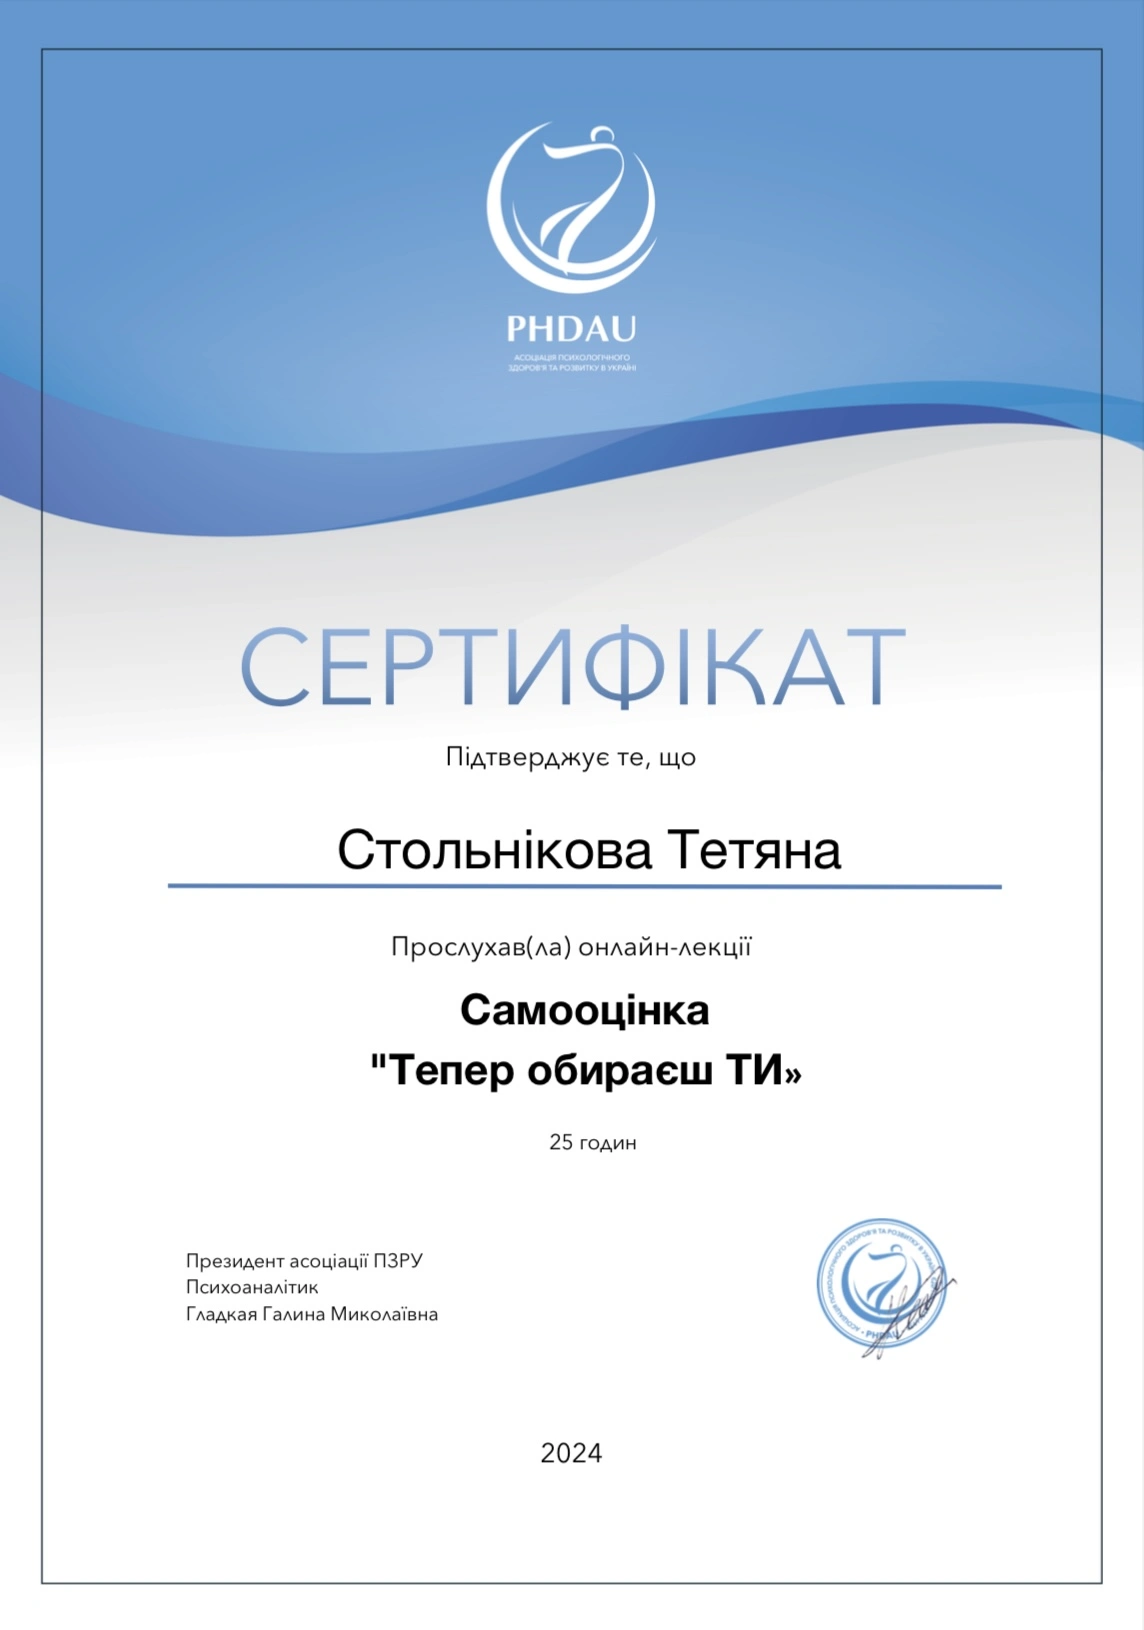 PHDAU
АСОЦІАЦІЯ ПСИХОЛОГІЧНОГО
ЗДОРОВ'Я ТА РОЗВИТКУ В УКРАЇНІ
СЕРТИФІКАТ
Підтверджує те, що
Стольнікова Тетяна
Прослухав(ла) онлайн-лекції
Самооцінка
"Тепер обираєш ТИ»
25 годин
Президент асоціації ПЗРУ
Психоаналітик
Гладкая Галина Миколаївна
АСОЦІАЦІЯ ПСИХОЛОГІЧНОГО ЗДОРОВ'Я ТА РОЗВИТКУ В УКРАЇНІ
PHDAU
2024